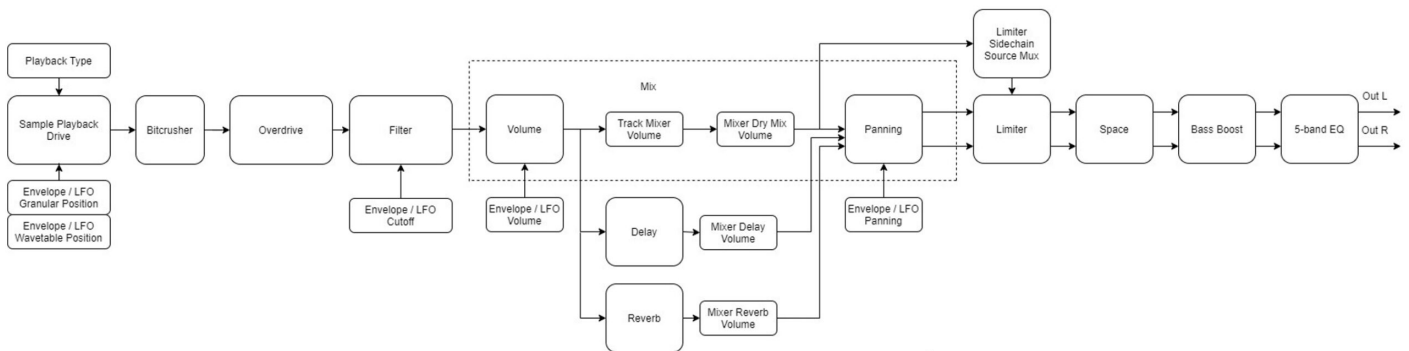 Playback Type
Sample Playback
Drive
Envelope / LFO
Granular Position
Envelope / LFO
Wavetable Position
Bitcrusher
Overdrive
Filter
Envelope / LFO
Cutoff
Mix
Volume
Envelope / LFO
Volume
Track Mixer
Volume
Mixer Dry Mix
Volume
Delay
Mixer Delay
Volume
Reverb
Mixer Reverb
Volume
Panning
Envelope / LFO
Panning
Limiter
Sidechain
Source Mux
Limiter
Space
Bass Boost
5-band EQ
Out L
Out R